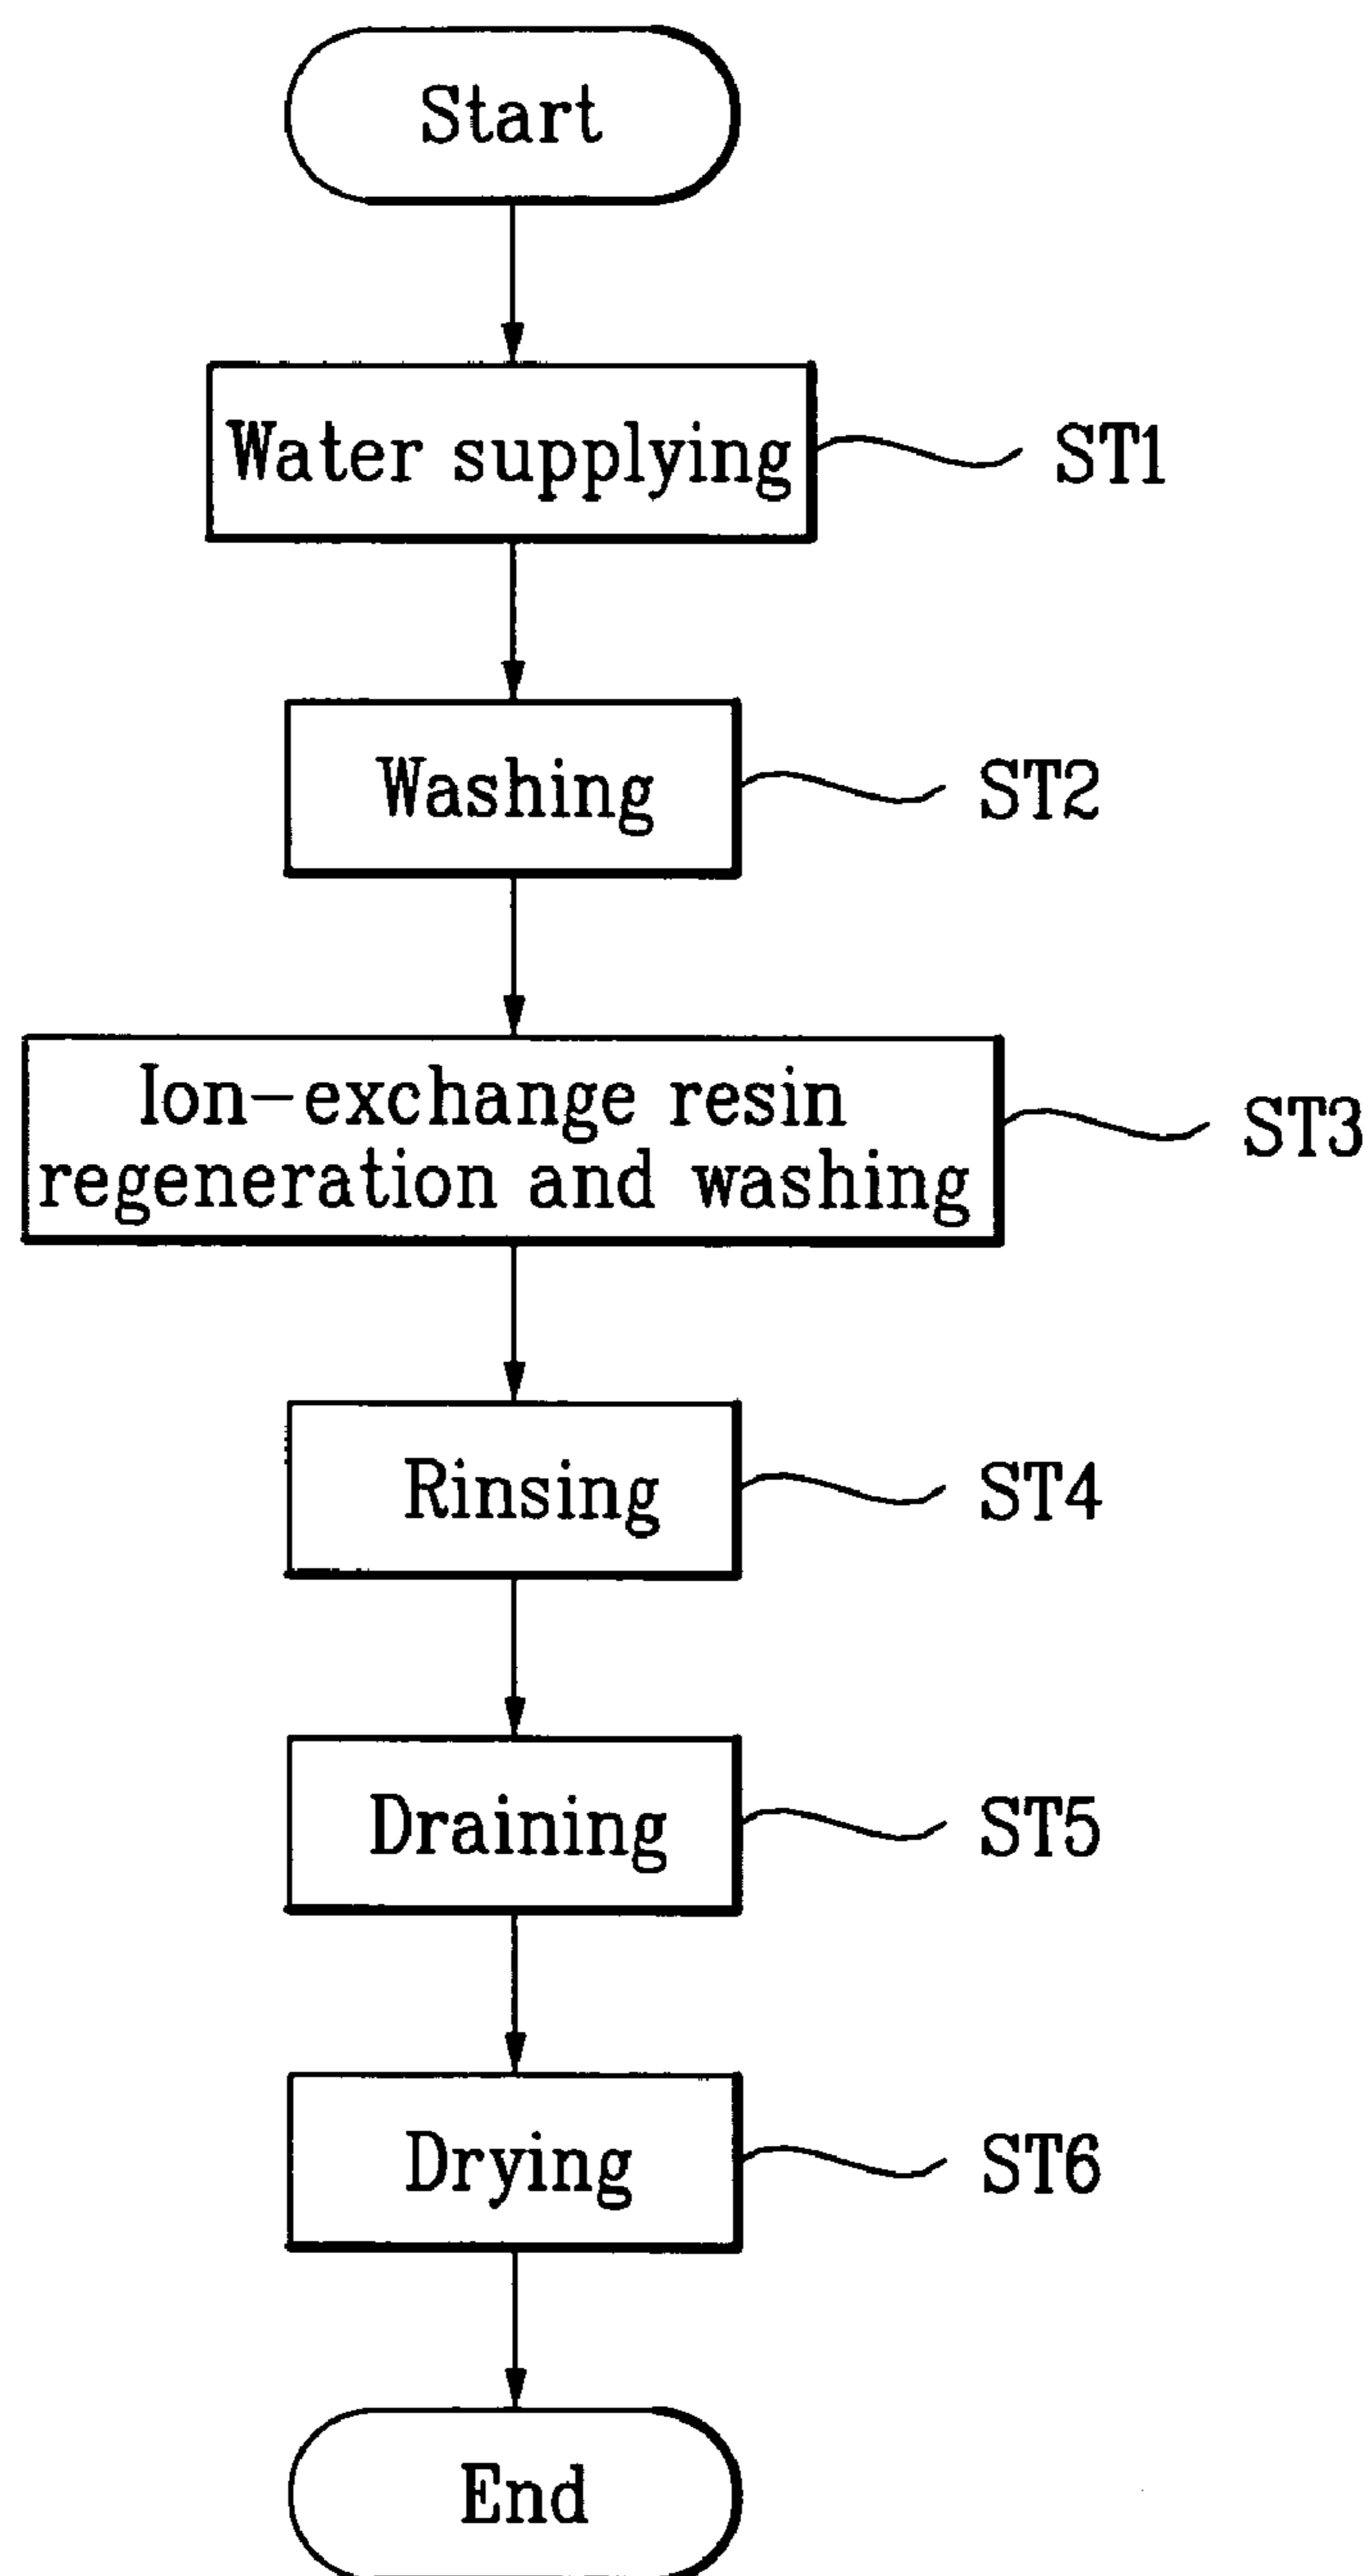 Start
Water supplying
ST1
Washing
ST2
Ion-exchange resin
regeneration and washing
ST3
Rinsing
ST4
Draining
ST5
Drying
ST6
End